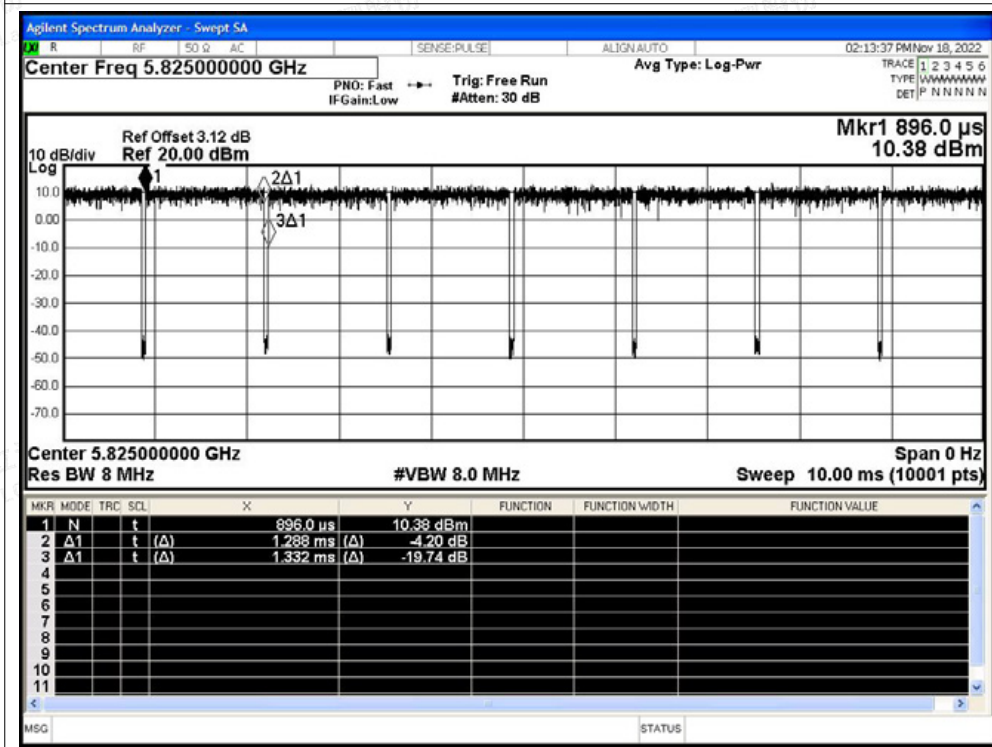 Agilent Spectrum Analyzer - Swept SA
LXI R RF 50 Ω AC SENSE:PULSE ALIGN AUTO 02:13:37 PM Nov 18, 2022
Center Freq 5.825000000 GHz Avg Type: Log-Pwr TRACE 1 2 3 4 5 6
PNO: Fast Trig: Free Run TYPE WWWWWW
IFGain:Low #Atten: 30 dB DET P N N N N N
Mkr1 896.0 µs
Ref Offset 3.12 dB
10 dB/div Ref 20.00 dBm 10.38 dBm
Log
1 2Δ1
10.0
3Δ1
0.00
-10.0
-20.0
-30.0
-40.0
-50.0
-60.0
-70.0
Center 5.825000000 GHz Span 0 Hz
Res BW 8 MHz #VBW 8.0 MHz Sweep 10.00 ms (10001 pts)
MKR MODE TRC SCL X Y FUNCTION FUNCTION WIDTH FUNCTION VALUE
1 N t 896.0 µs 10.38 dBm
2 Δ1 t (Δ) 1.288 ms (Δ) -4.20 dB
3 Δ1 t (Δ) 1.332 ms (Δ) -19.74 dB
4
5
6
7
8
9
10
11
MSG STATUS